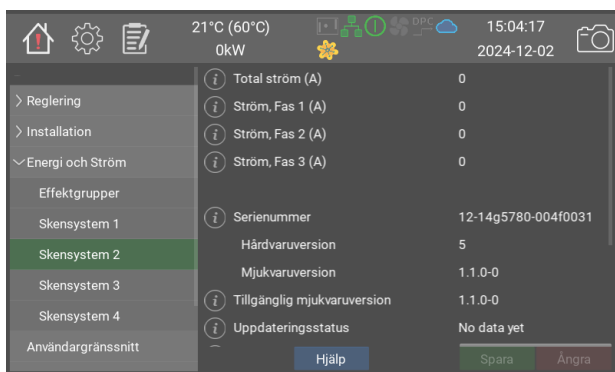 21°C (60°C)
0kW
DPC
15:04:17
2024-12-02
Reglering
Installation
Energi och Ström
Effektgrupper
Skensystem 1
Skensystem 2
Skensystem 3
Skensystem 4
Användargränssnitt
Total ström (A) 0
Ström, Fas 1 (A) 0
Ström, Fas 2 (A) 0
Ström, Fas 3 (A) 0
Serienummer 12-14g5780-004f0031
Hårdvaruversion 5
Mjukvaruversion 1.1.0-0
Tillgänglig mjukvaruversion 1.1.0-0
Uppdateringsstatus No data yet
Hjälp
Spara
Ångra